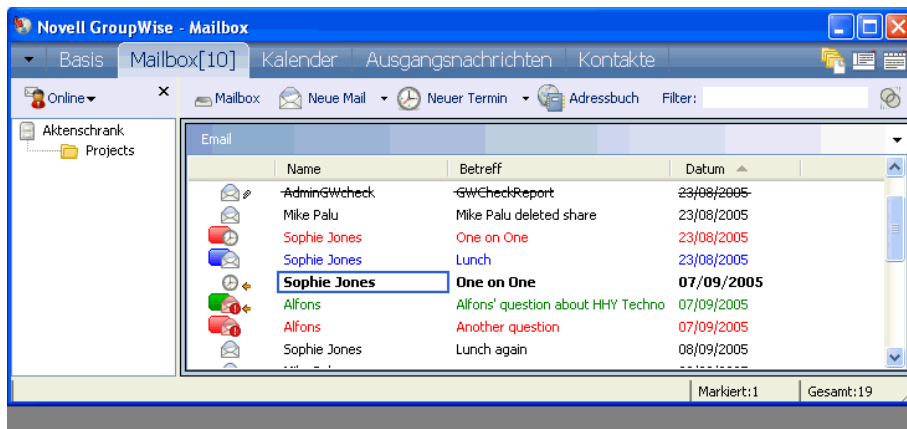 Novell GroupWise - Mailbox
Basis Mailbox[10] Kalender Ausgangsnachrichten Kontakte
Online Mailbox Neue Mail Neuer Termin Adressbuch Filter:
Aktenschrank
Projects
Email
Name Betreff Datum
AdminGWcheck GWCheckReport 23/08/2005
Mike Palu Mike Palu deleted share 23/08/2005
Sophie Jones One on One 23/08/2005
Sophie Jones Lunch 23/08/2005
Sophie Jones One on One 07/09/2005
Alfons Alfons' question about HHY Techno 07/09/2005
Alfons Another question 07/09/2005
Sophie Jones Lunch again 08/09/2005
Markiert:1 Gesamt:19